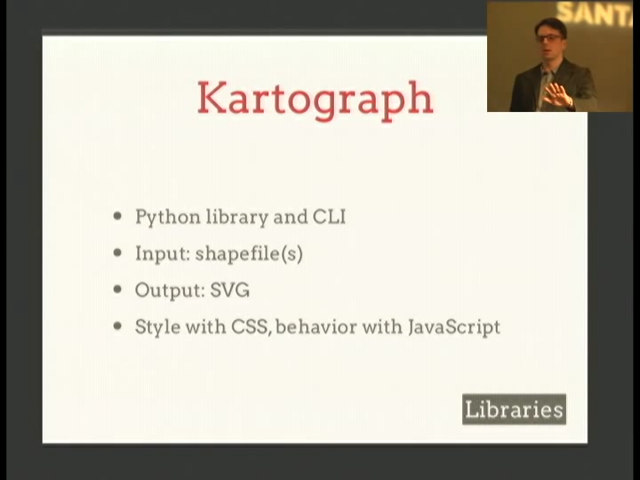 SANTA
Kartograph
Python library and CLI
Input: shapefile(s)
Output: SVG
Style with CSS, behavior with JavaScript
Libraries